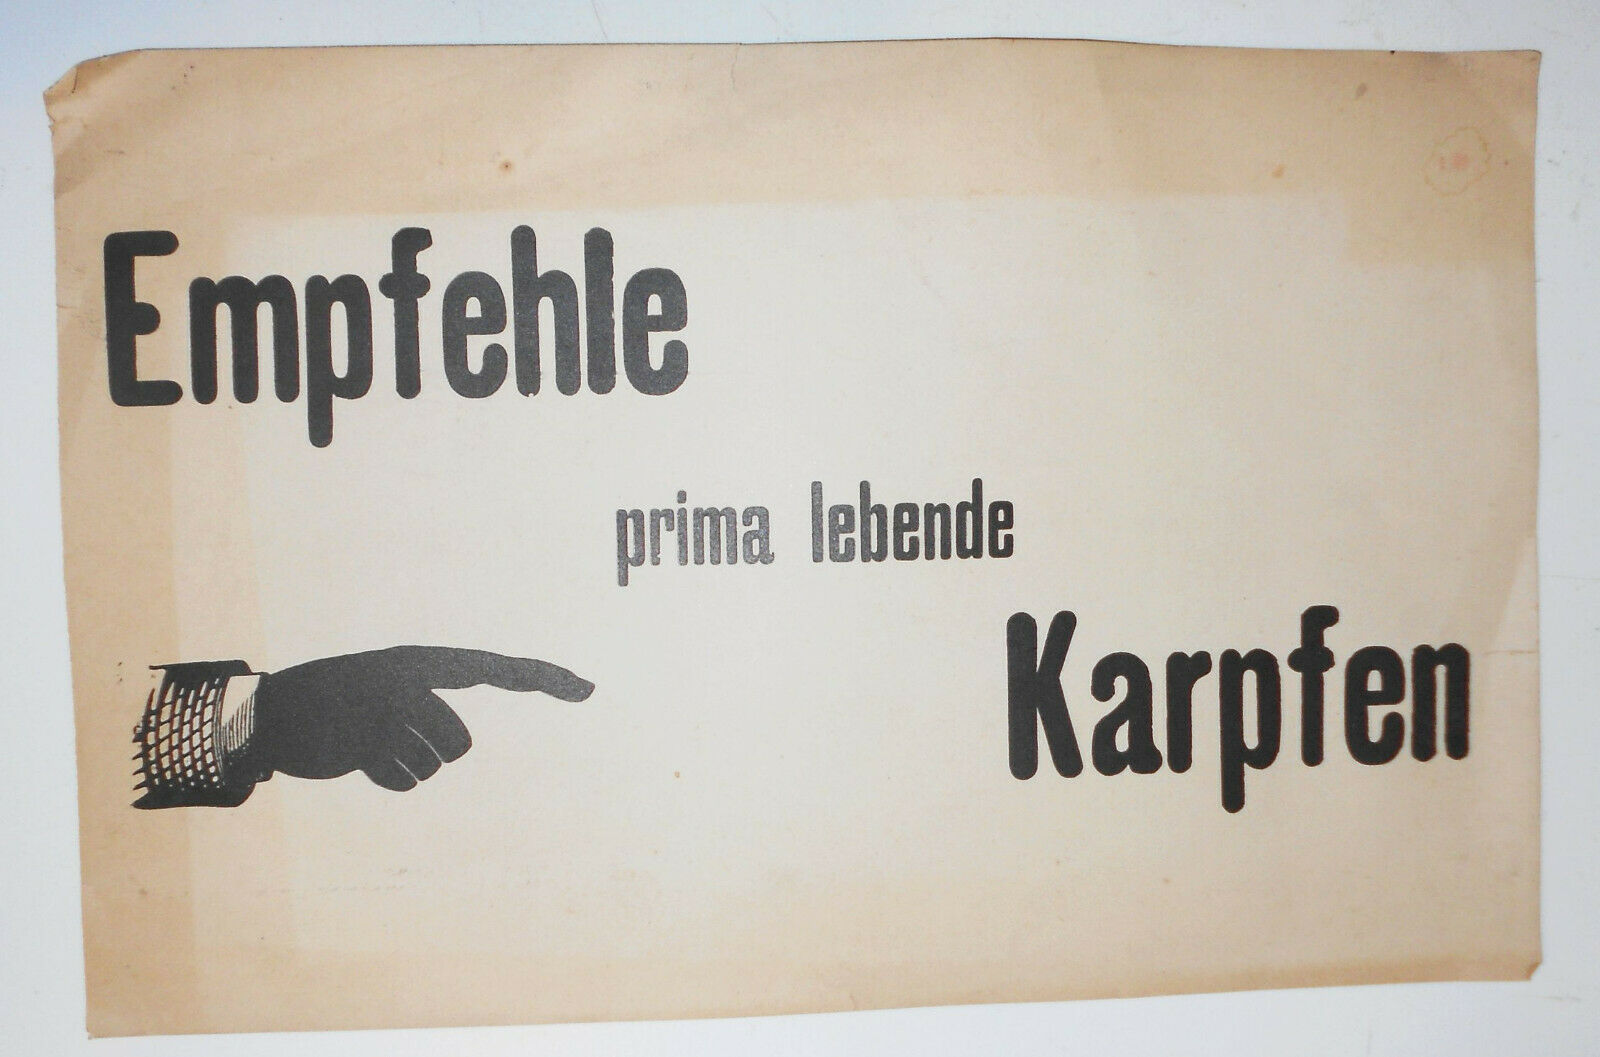 Empfehle
prima lebende
Karpfen